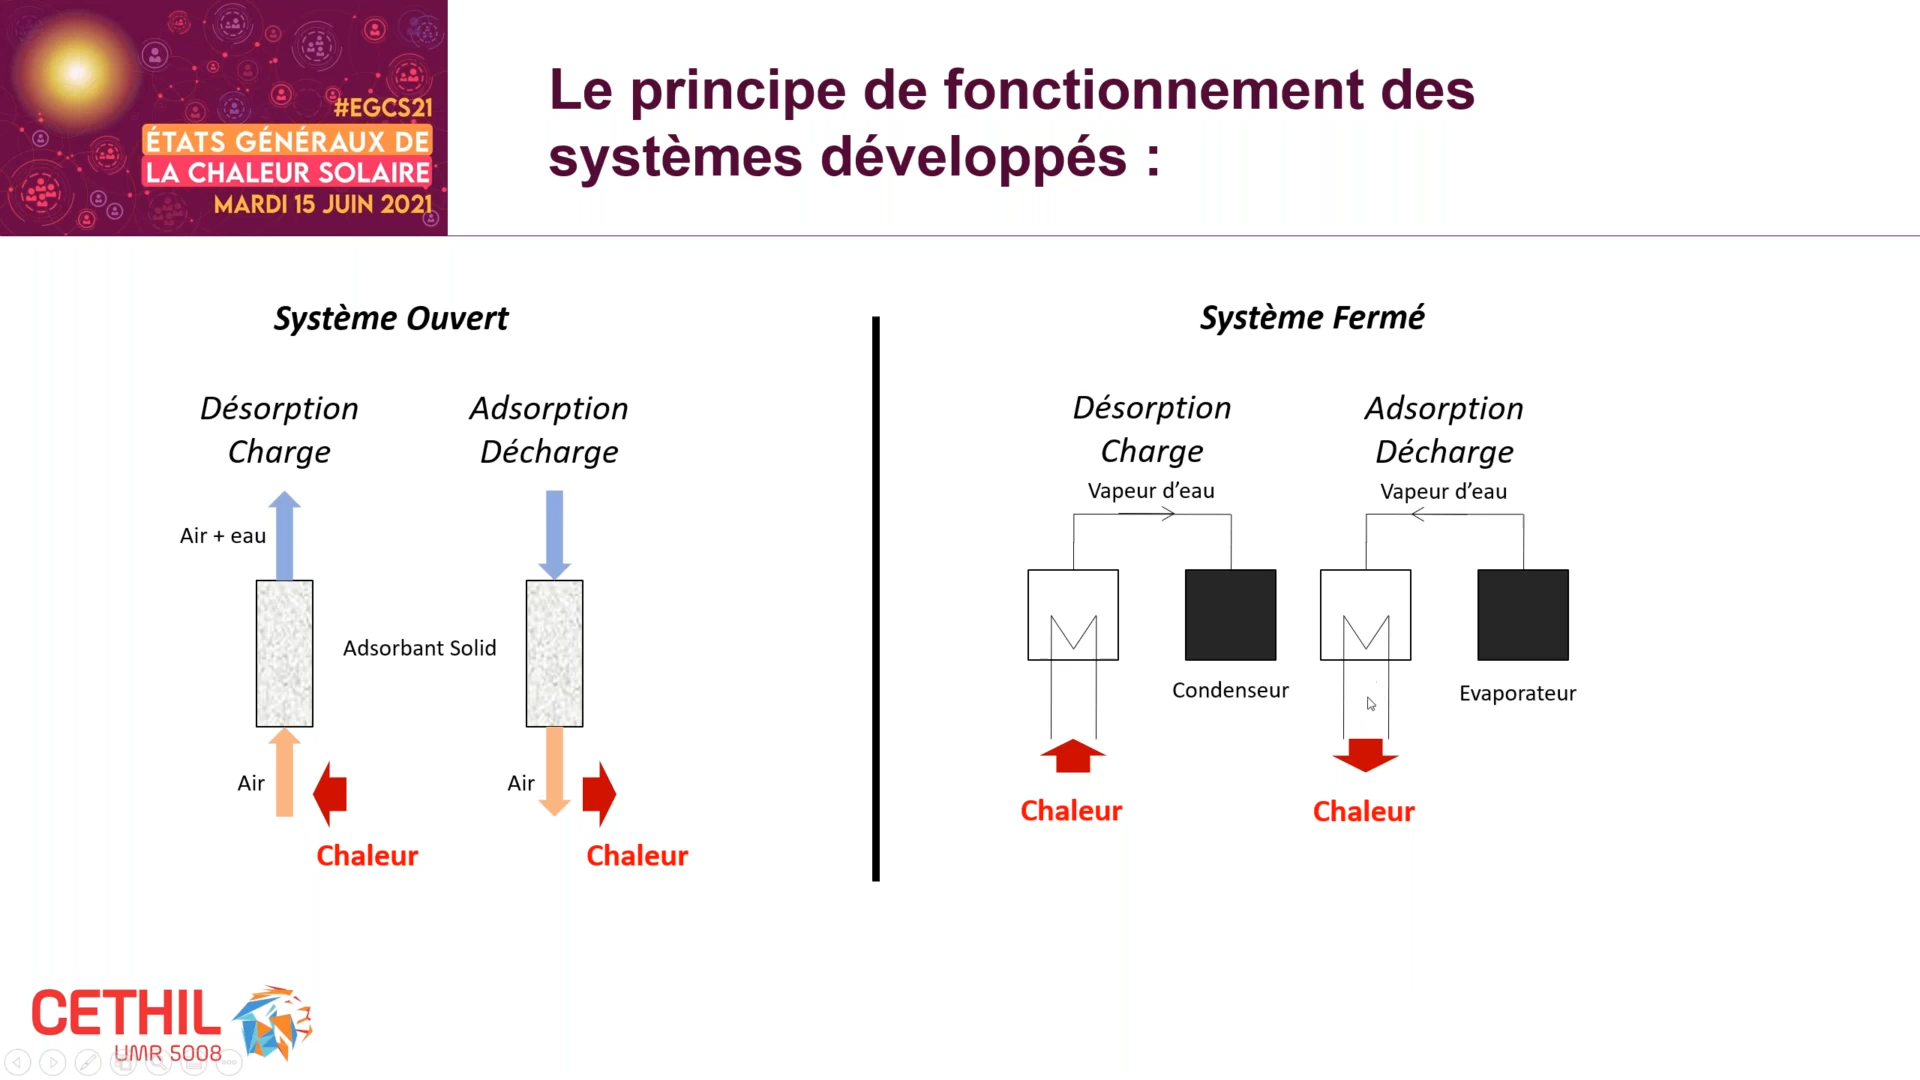 #EGCS21
ÉTATS GÉNÉRAUX DE
LA CHALEUR SOLAIRE
MARDI 15 JUIN 2021
Le principe de fonctionnement des
systèmes développés :
Système Ouvert
Désorption
Charge
Adsorption
Décharge
Air + eau
Adsorbant Solid
Air
Air
Chaleur
Chaleur
Système Fermé
Désorption
Charge
Adsorption
Décharge
Vapeur d’eau
Vapeur d’eau
Condenseur
Evaporateur
Chaleur
Chaleur
CETHIL
UMR 5008